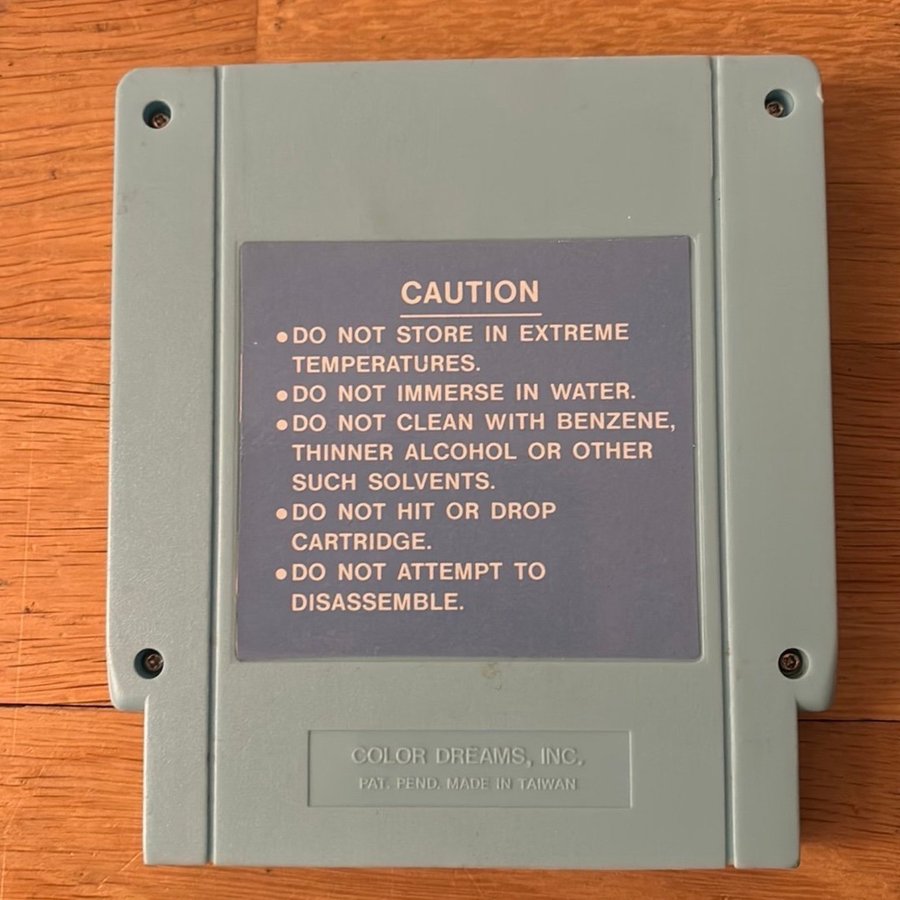 CAUTION
•DO NOT STORE IN EXTREME
TEMPERATURES.
•DO NOT IMMERSE IN WATER.
•DO NOT CLEAN WITH BENZENE,
THINNER ALCOHOL OR OTHER
SUCH SOLVENTS.
•DO NOT HIT OR DROP
CARTRIDGE.
•DO NOT ATTEMPT TO
DISASSEMBLE.
COLOR DREAMS, INC.
PAT. PEND. MADE IN TAIWAN